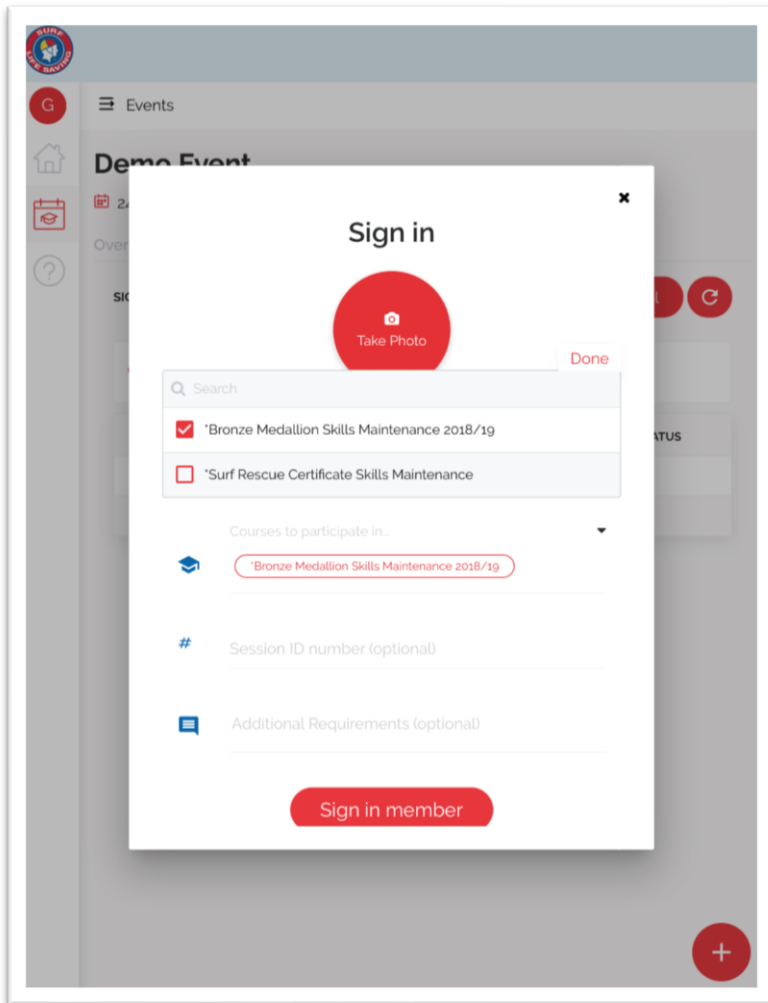 SURF
LIFE SAVING
G
Events
Demo Event
Sign in
Take Photo
Done
Search
*Bronze Medallion Skills Maintenance 2018/19
*Surf Rescue Certificate Skills Maintenance
Courses to participate in...
*Bronze Medallion Skills Maintenance 2018/19
# Session ID number (optional)
Additional Requirements (optional)
Sign in member